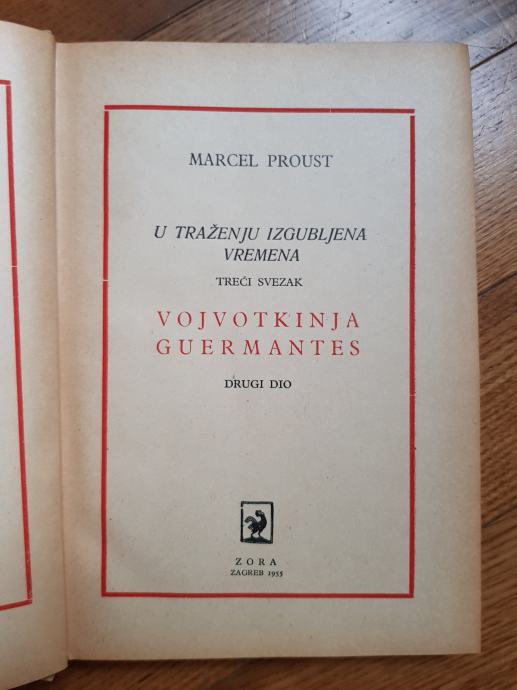 MARCEL PROUST
U TRAŽENJU IZGUBLJENA
VREMENA
TREĆI SVEZAK
VOJVOTKINJA
GUERMANTES
DRUGI DIO
ZORA
ZAGREB 1955